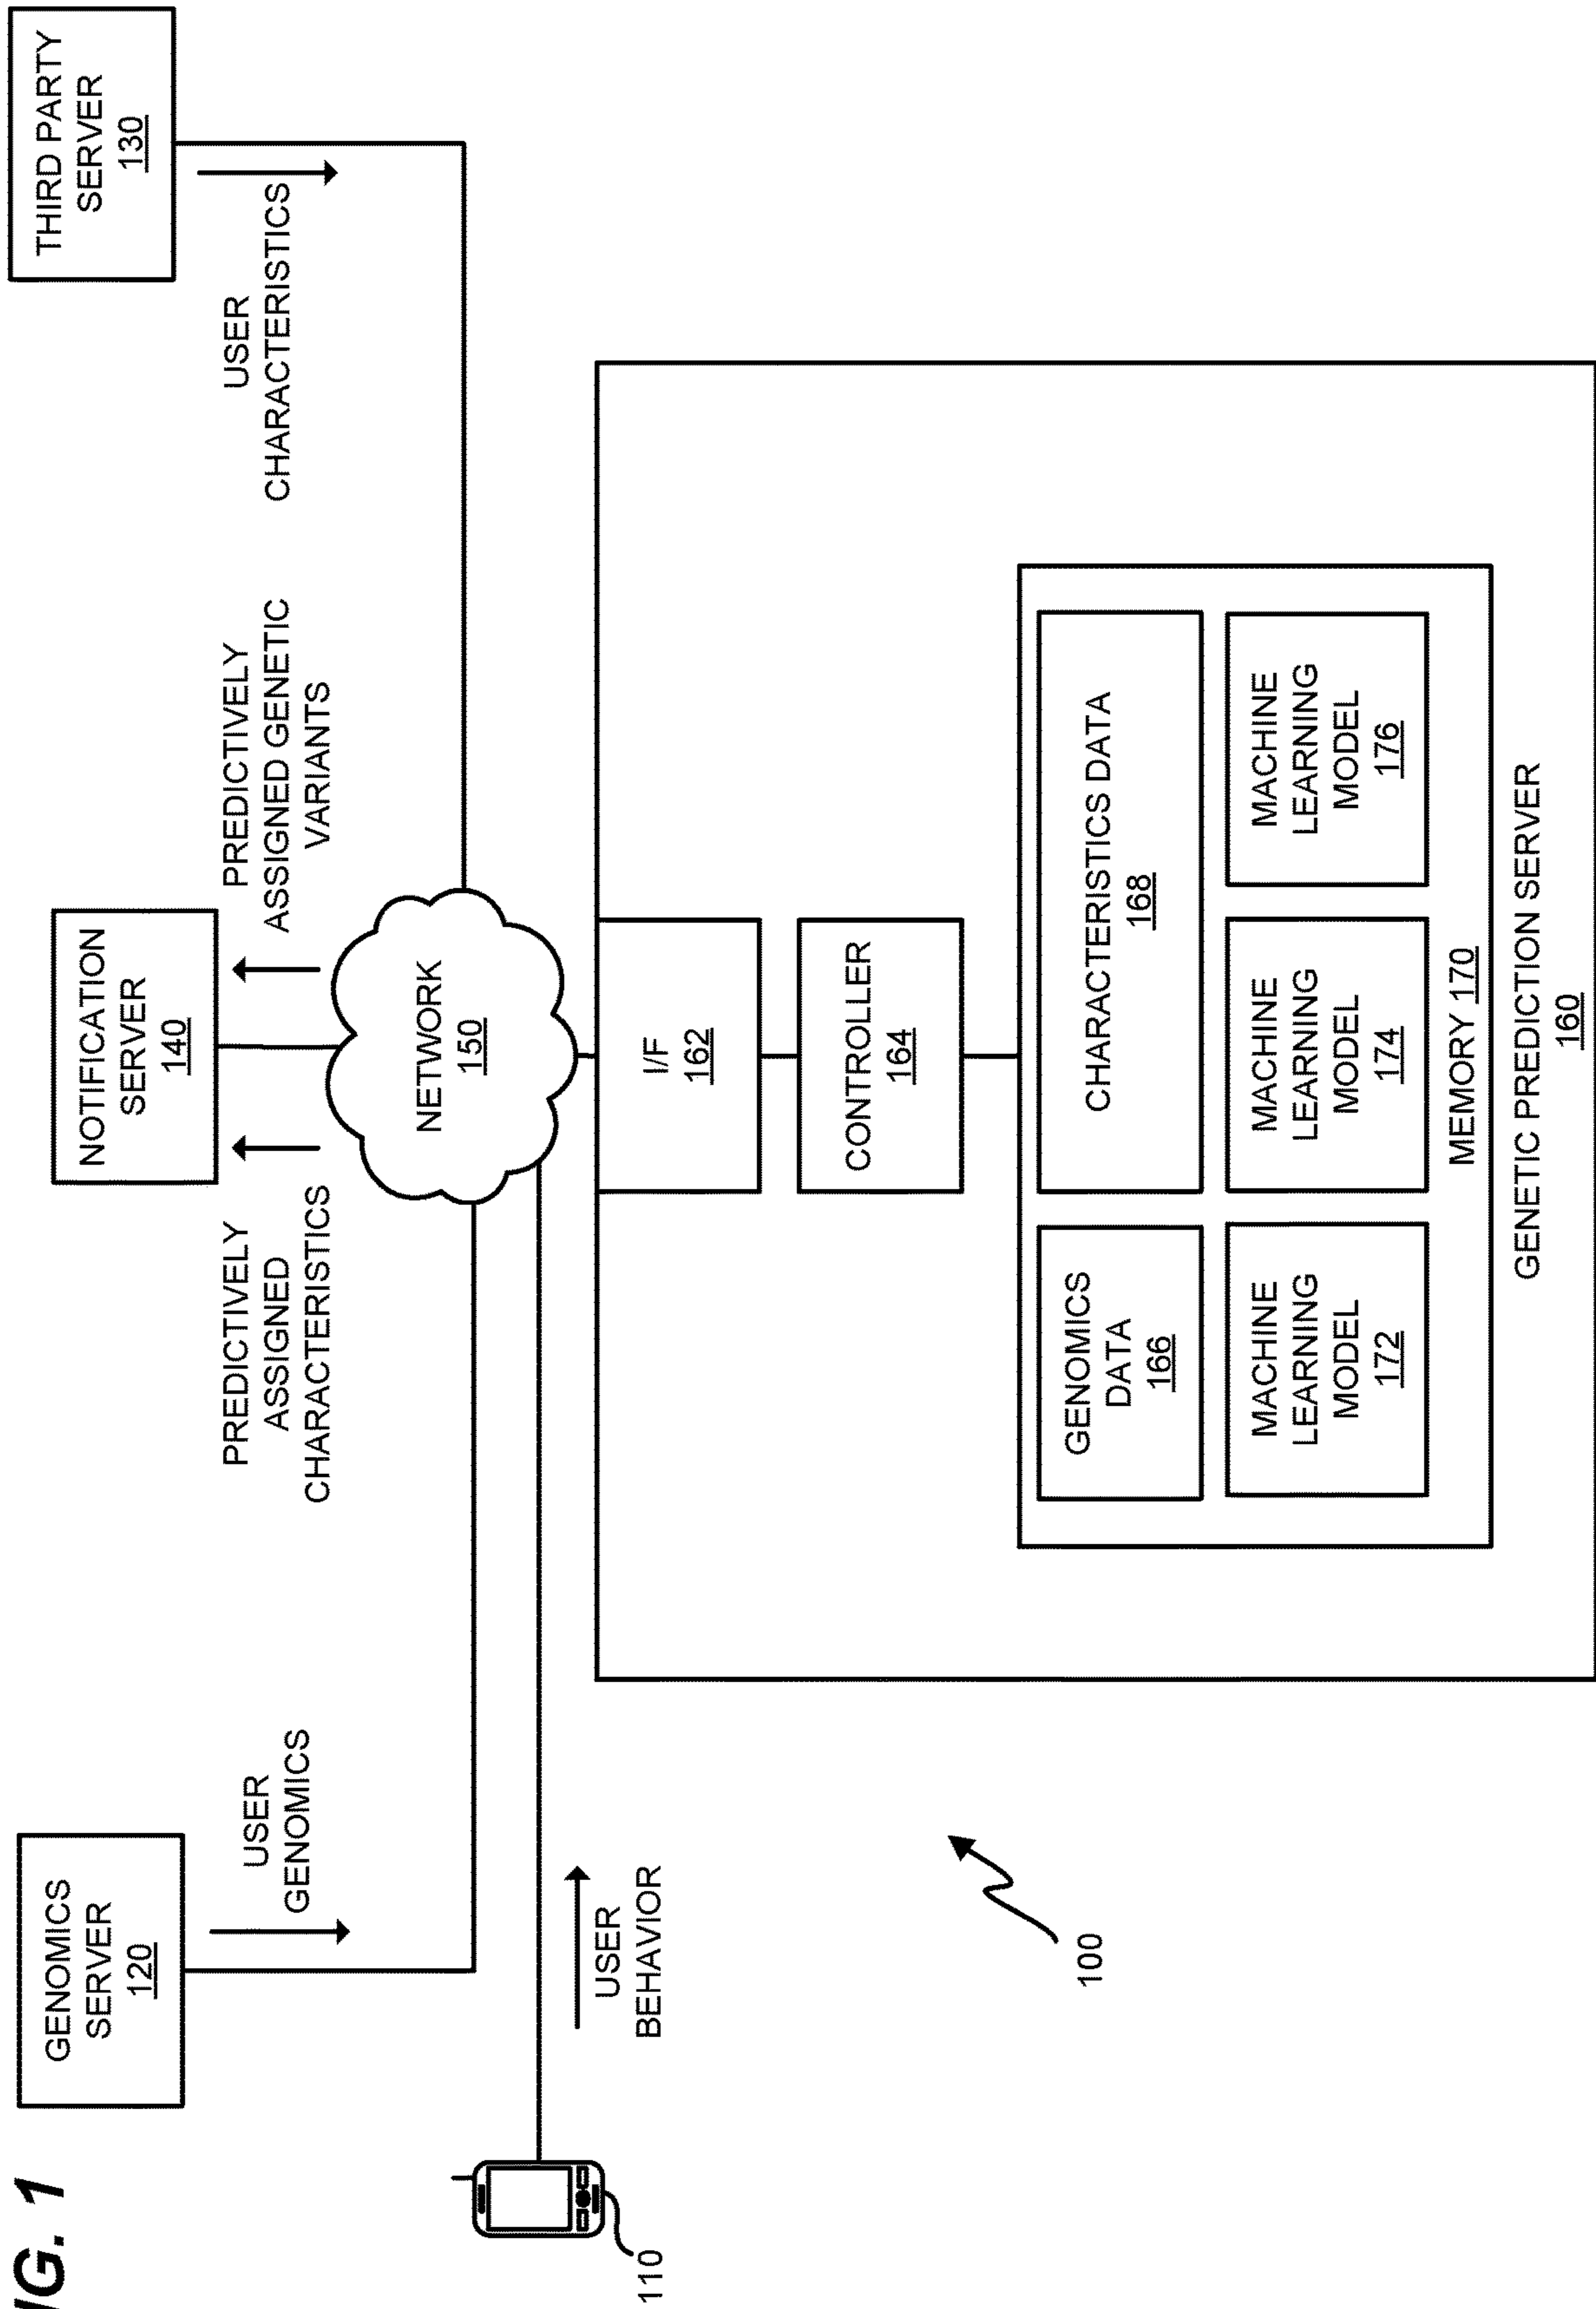 IG. 1
GENOMICS
SERVER
120
USER
GENOMICS
NOTIFICATION
SERVER
140
PREDICTIVELY
ASSIGNED
CHARACTERISTICS
PREDICTIVELY
ASSIGNED GENETIC
VARIANTS
THIRD PARTY
SERVER
130
USER
CHARACTERISTICS
NETWORK
150
110
USER
BEHAVIOR
100
I/F
162
CONTROLLER
164
GENOMICS
DATA
166
CHARACTERISTICS DATA
168
MACHINE
LEARNING
MODEL
172
MACHINE
LEARNING
MODEL
174
MACHINE
LEARNING
MODEL
176
MEMORY 170
GENETIC PREDICTION SERVER
160